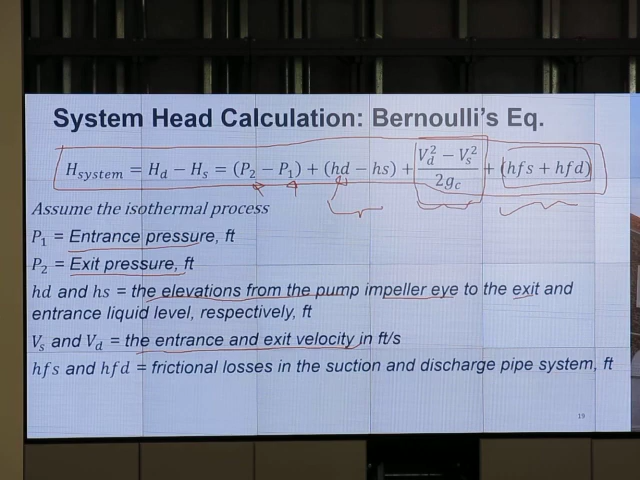 System Head Calculation: Bernoulli's Eq.
H_system = H_d − H_s = (P_2 − P_1) + (hd − hs) + (V_d^2 − V_s^2)/(2g_c) + (hfs + hfd)
Assume the isothermal process
P_1 = Entrance pressure, ft
P_2 = Exit pressure, ft
hd and hs = the elevations from the pump impeller eye to the exit and
entrance liquid level, respectively, ft
V_s and V_d = the entrance and exit velocity in ft/s
hfs and hfd = frictional losses in the suction and discharge pipe system, ft
19